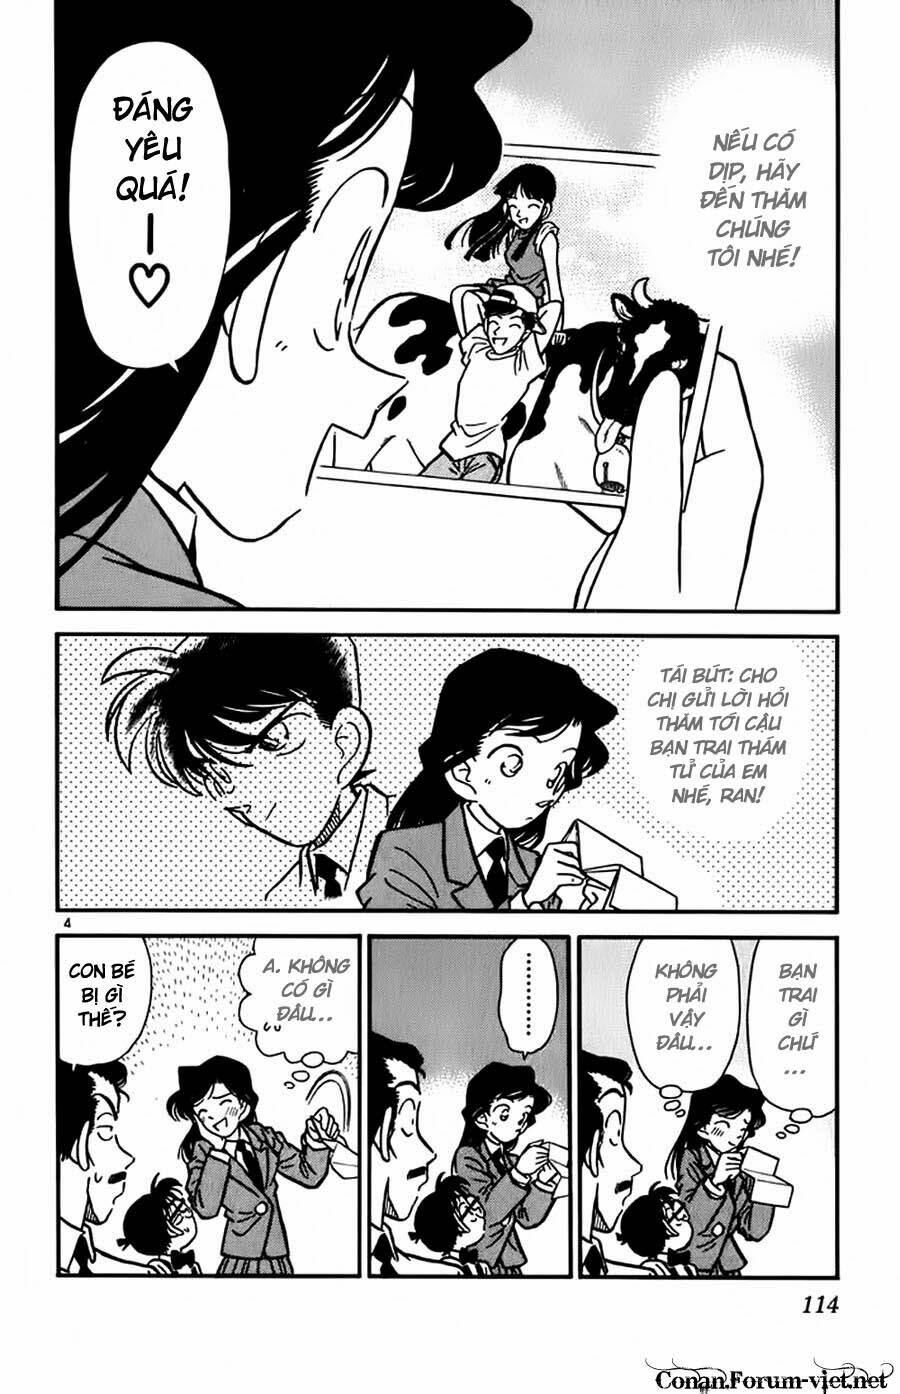 ĐÁNG
YÊU
QUÁ!
—♡
NẾU CÓ
DỊP, HÃY
ĐẾN THĂM
CHÚNG
TÔI NHÉ!
TÁI BÚT: CHO
CHỊ GỬI LỜI HỎI
THĂM TỚI CẬU
BẠN TRAI THÁM
TỬ CỦA EM
NHÉ, RAN!
4
CON BÉ
BỊ GÌ
THẾ?
A. KHÔNG
CÓ GÌ
ĐÂU...
.........
KHÔNG
PHẢI
VẬY
ĐÂU...
BẠN
TRAI
GÌ
CHỨ
...
114
Conan.Forum-viet.net